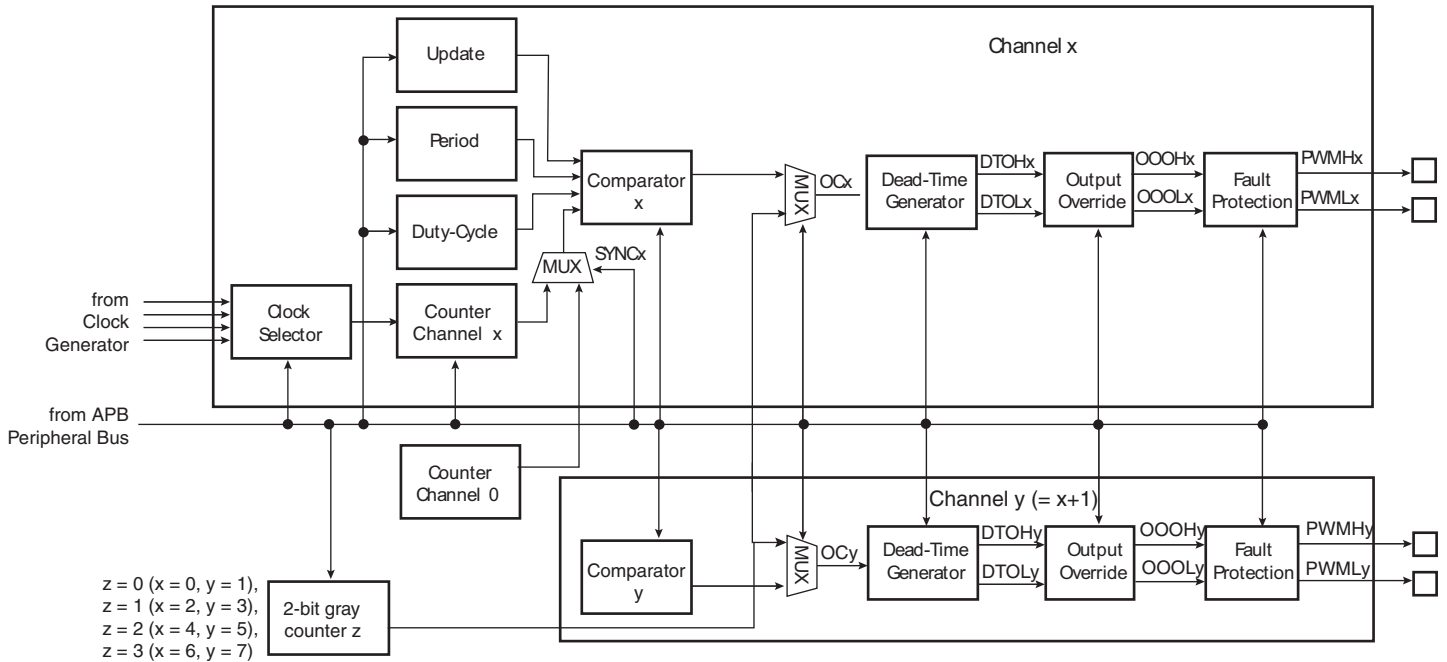 Channel x
Update
Period
Duty-Cycle
Comparator
x
MUX
SYNCx
Clock
Selector
Counter
Channel x
from
Clock
Generator
MUX
OCx
Dead-Time
Generator
DTOHx
DTOLx
Output
Override
OOOHx
OOOLx
Fault
Protection
PWMHx
PWMLx
from APB
Peripheral Bus
Counter
Channel 0
Channel y (= x+1)
Comparator
y
MUX
OCy
Dead-Time
Generator
DTOHy
DTOLy
Output
Override
OOOHy
OOOLy
Fault
Protection
PWMHy
PWMLy
z = 0 (x = 0, y = 1),
z = 1 (x = 2, y = 3),
z = 2 (x = 4, y = 5),
z = 3 (x = 6, y = 7)
2-bit gray
counter z